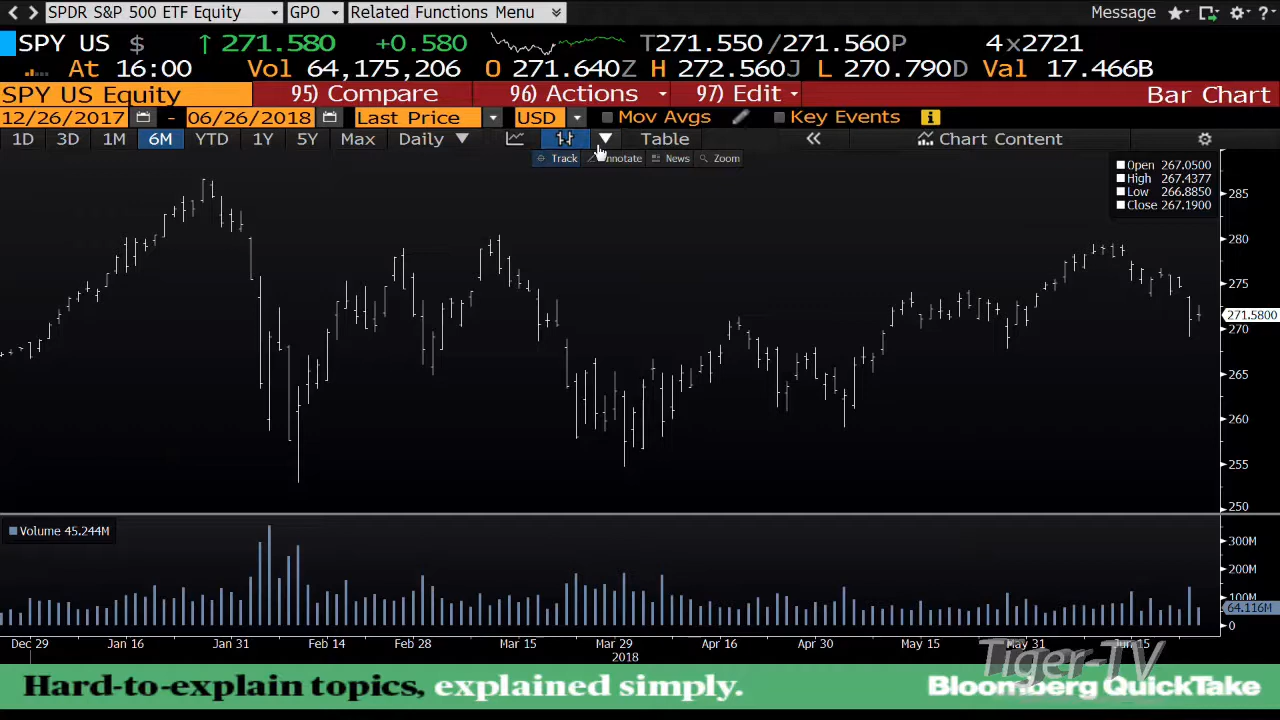 SPDR S&P 500 ETF Equity GPO Related Functions Menu Message
SPY US $ ↑ 271.580 +0.580 T271.550 /271.560P 4x2721
At 16:00 Vol 64,175,206 O 271.640Z H 272.560J L 270.790D Val 17.466B
SPY US Equity 95) Compare 96) Actions 97) Edit Bar Chart
12/26/2017 - 06/26/2018 Last Price USD Mov Avgs Key Events
1D 3D 1M 6M YTD 1Y 5Y Max Daily Table « Chart Content
Track nnotate News Zoom
Open 267.0500
High 267.4377
Low 266.8850
Close 267.1900
285
280
275
271.5800
270
265
260
255
250
Volume 45.244M
300M
200M
100M
64.116M
0
Dec 29 Jan 16 Jan 31 Feb 14 Feb 28 Mar 15 Mar 29 Apr 16 Apr 30 May 15 May 31 Jun 15
2018
Tiger-TV
Hard-to-explain topics, explained simply. Bloomberg QuickTake